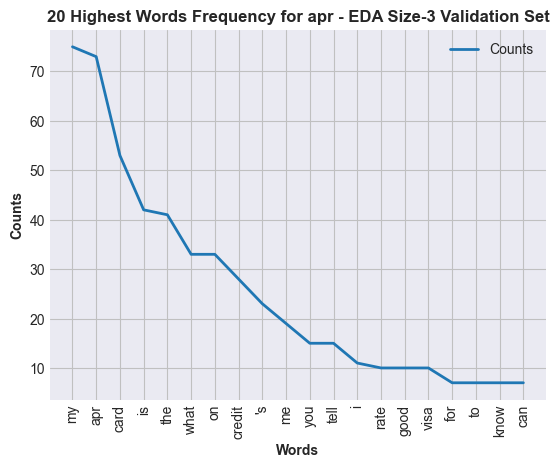 20 Highest Words Frequency for apr - EDA Size-3 Validation Set
Counts
Counts
70
60
50
40
30
20
10
my
apr
card
is
the
what
on
credit
's
me
you
tell
i
rate
good
visa
for
to
know
can
Words